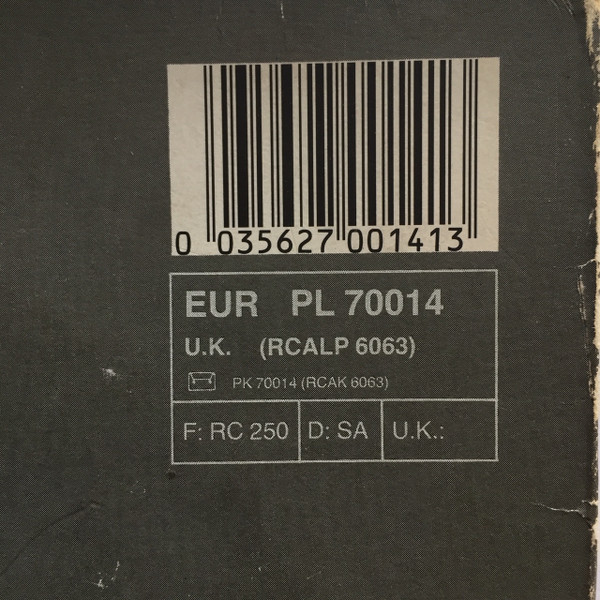 0 035627 001413
EUR PL 70014
U.K. (RCALP 6063)
PK 70014 (RCAK 6063)
F: RC 250 D: SA U.K.: